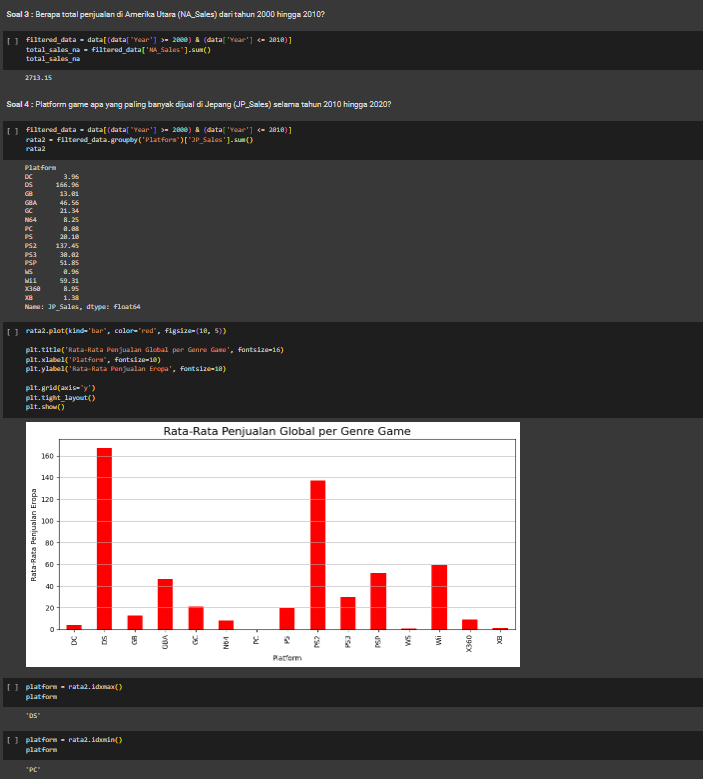 Soal 3 : Berapa total penjualan di Amerika Utara (NA_Sales) dari tahun 2000 hingga 2010?
[ ] filtered_data = data[(data['Year'] >= 2000) & (data['Year'] <= 2010)]
total_sales_na = filtered_data['NA_Sales'].sum()
total_sales_na
2713.15
Soal 4 : Platform game apa yang paling banyak dijual di Jepang (JP_Sales) selama tahun 2010 hingga 2020?
[ ] filtered_data = data[(data['Year'] >= 2000) & (data['Year'] <= 2010)]
rata2 = filtered_data.groupby('Platform')['JP_Sales'].sum()
rata2
Platform
DC 3.96
DS 166.96
GB 13.01
GBA 46.56
GC 21.34
N64 8.25
PC 0.08
PS 20.10
PS2 137.45
PS3 30.02
PSP 51.85
WS 0.96
Wii 59.31
X360 8.95
XB 1.38
Name: JP_Sales, dtype: float64
[ ] rata2.plot(kind='bar', color='red', figsize=(10, 5))
plt.title('Rata-Rata Penjualan Global per Genre Game', fontsize=16)
plt.xlabel('Platform', fontsize=10)
plt.ylabel('Rata-Rata Penjualan Eropa', fontsize=10)
plt.grid(axis='y')
plt.tight_layout()
plt.show()
Rata-Rata Penjualan Global per Genre Game
160
140
120
100
80
60
40
20
0
Rata-Rata Penjualan Eropa
DC DS GB GBA GC N64 PC PS PS2 PS3 PSP WS Wii X360 XB
Platform
[ ] platform = rata2.idxmax()
platform
'DS'
[ ] platform = rata2.idxmin()
platform
'PC'